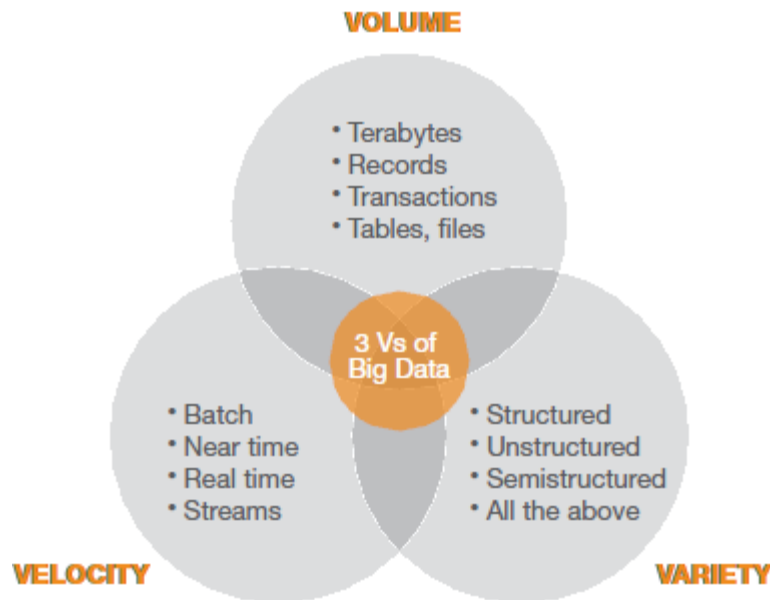 VOLUME
• Terabytes
• Records
• Transactions
• Tables, files
3 Vs of
Big Data
• Batch
• Near time
• Real time
• Streams
• Structured
• Unstructured
• Semistructured
• All the above
VELOCITY
VARIETY